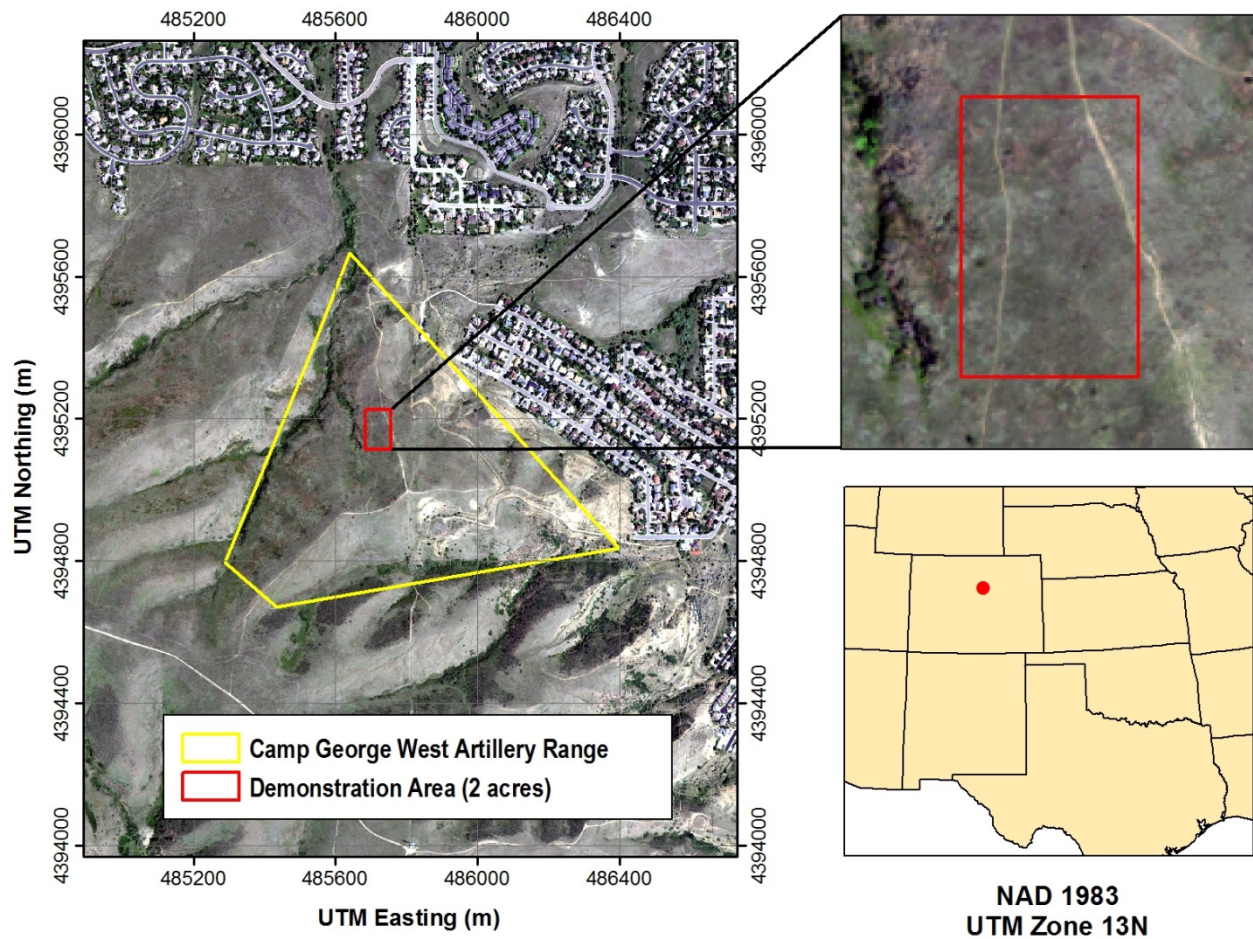 485200 485600 486000 486400
4396000
4395600
4395200
4394800
4394400
4394000
UTM Northing (m)
4396000
4395600
4395200
4394800
4394400
4394000
Camp George West Artillery Range
Demonstration Area (2 acres)
485200 485600 486000 486400
UTM Easting (m)
NAD 1983
UTM Zone 13N